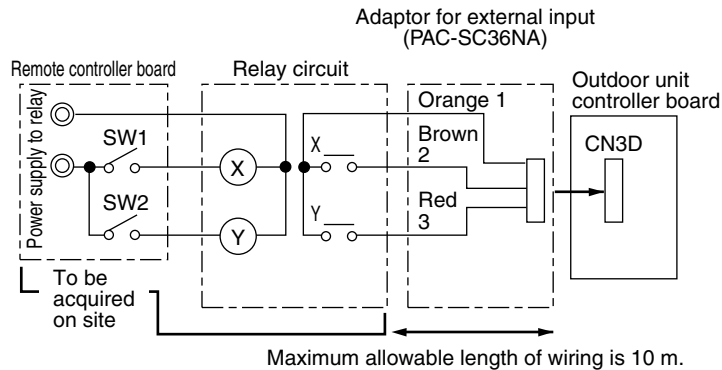 Adaptor for external input
(PAC-SC36NA)
Remote controller board
Relay circuit
Outdoor unit
controller board
Power supply to relay
Orange 1
SW1
X
X
Brown
2
CN3D
SW2
Y
Y
Red
3
To be
acquired
on site
Maximum allowable length of wiring is 10 m.